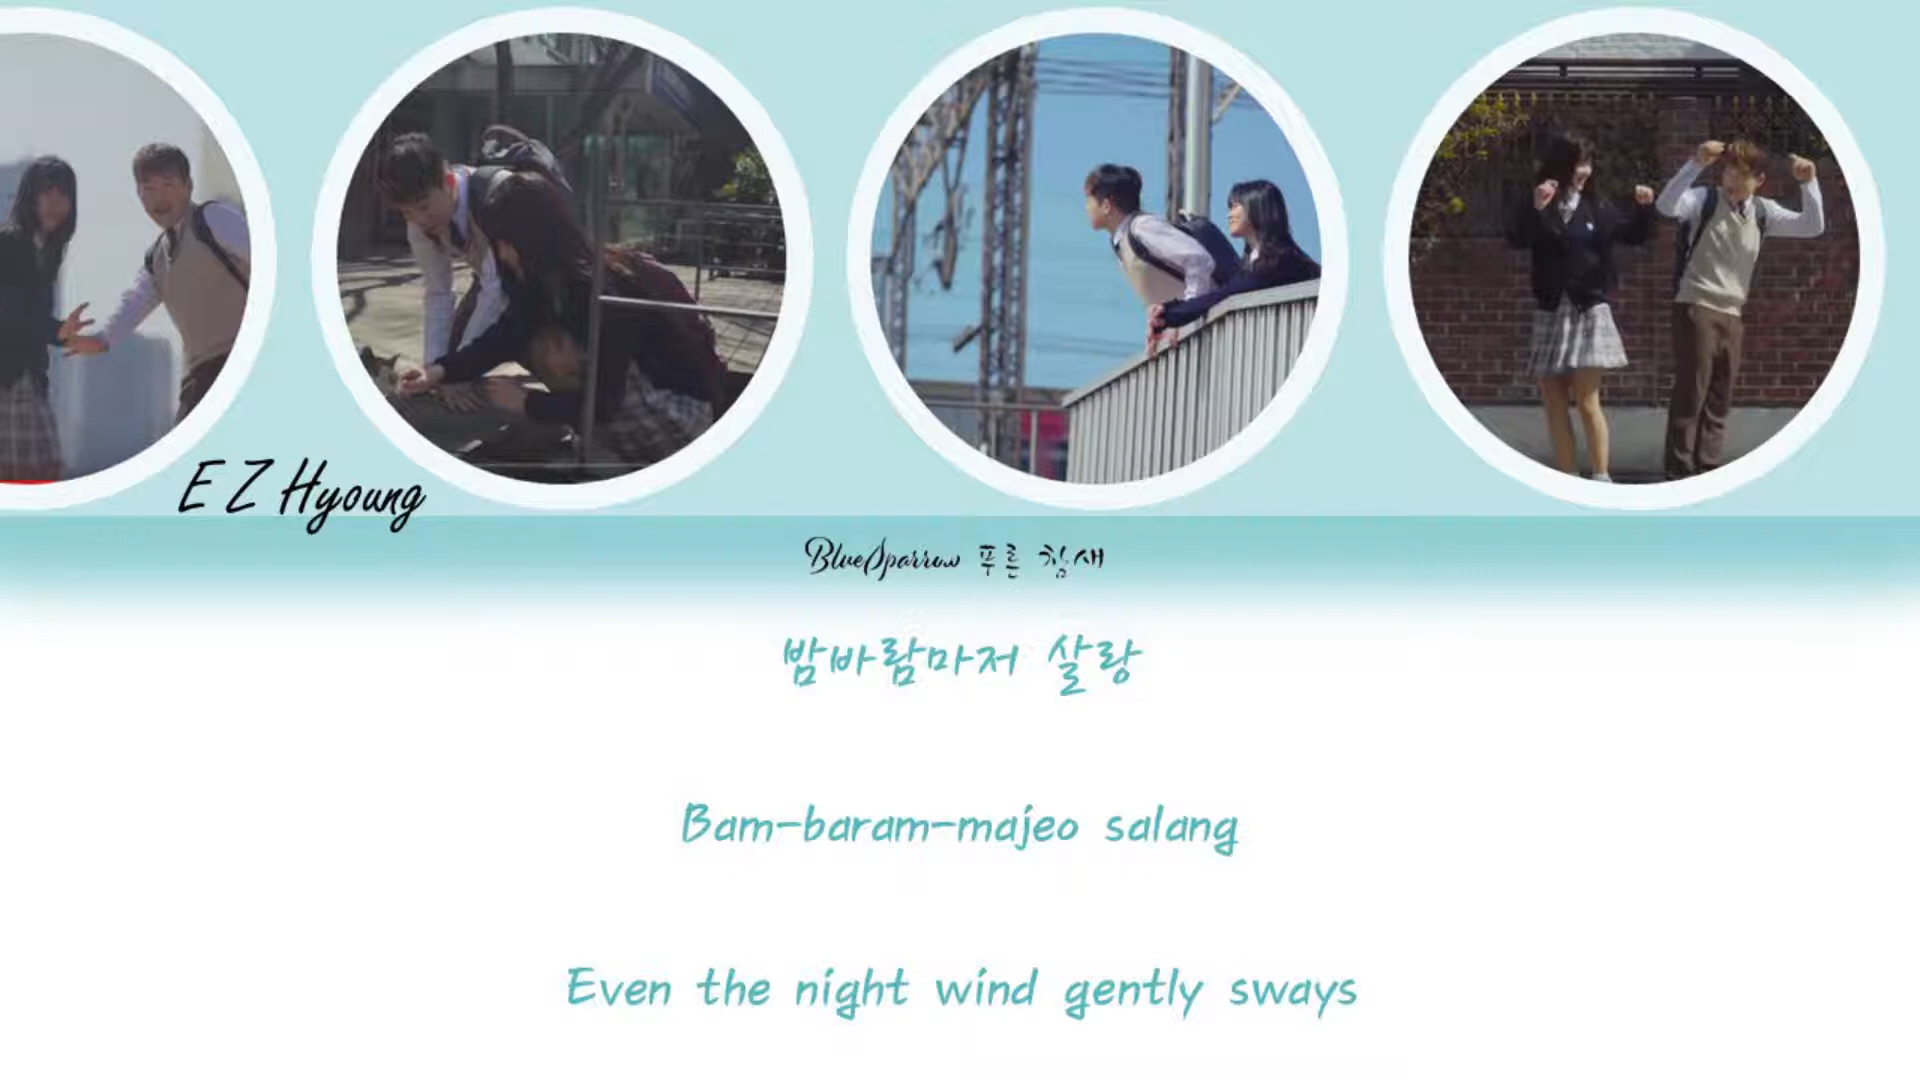 E Z Hyoung
BlueSparrow 푸른 참새
밤바람마저 살랑
Bam-baram-majeo salang
Even the night wind gently sways